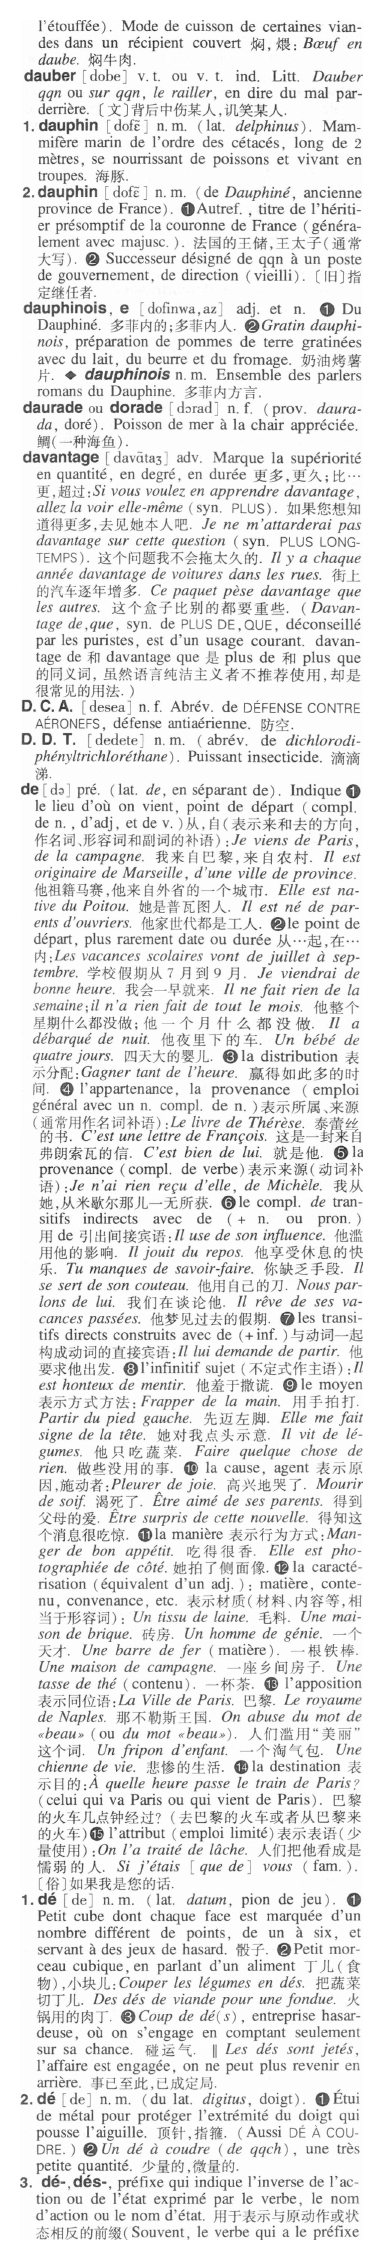 l'étouffée). Mode de cuisson de certaines vian-
des dans un récipient couvert 焖,煨: Bœuf en
daube. 焖牛肉.
dauber [dobe] v.t. ou v.t. ind. Litt. Dauber
qqn ou sur qqn, le railler, en dire du mal par-
derrière.〔文〕背后中伤某人,讥笑某人.
1. dauphin [dofɛ̃] n.m. (lat. delphinus). Mam-
mifère marin de l'ordre des cétacés, long de 2
mètres, se nourrissant de poissons et vivant en
troupes. 海豚.
2. dauphin [dofɛ̃] n.m. (de Dauphiné, ancienne
province de France). ❶Autref., titre de l'hériti-
er présomptif de la couronne de France (généra-
lement avec majusc.). 法国的王储,王太子(通常
大写). ❷ Successeur désigné de qqn à un poste
de gouvernement, de direction (vieilli).〔旧〕指
定继任者.
dauphinois, e [dofinwa,az] adj. et n. ❶ Du
Dauphiné. 多菲内的;多菲内人. ❷Gratin dauphi-
nois, préparation de pommes de terre gratinées
avec du lait, du beurre et du fromage. 奶油烤薯
片. ◆ dauphinois n.m. Ensemble des parlers
romans du Dauphine. 多菲内方言.
daurade ou dorade [dɔrad] n.f. (prov. daura-
da, doré). Poisson de mer à la chair appréciée.
鲷(一种海鱼).
davantage [davɑ̃taʒ] adv. Marque la supériorité
en quantité, en degré, en durée 更多,更久;比…
更,超过:Si vous voulez en apprendre davantage,
allez la voir elle-même (syn. PLUS). 如果您想知
道得更多,去见她本人吧. Je ne m'attarderai pas
davantage sur cette question (syn. PLUS LONG-
TEMPS). 这个问题我不会拖太久的. Il y a chaque
année davantage de voitures dans les rues. 街上
的汽车逐年增多. Ce paquet pèse davantage que
les autres. 这个盒子比别的都要重些. (Davan-
tage de,que, syn. de PLUS DE,QUE, déconseillé
par les puristes, est d'un usage courant. davan-
tage de 和 davantage que 是 plus de 和 plus que
的同义词, 虽然语言纯洁主义者不推荐使用,却是
很常见的用法.)
D.C.A. [desea] n.f. Abrév. de DÉFENSE CONTRE
AÉRONEFS, défense antiaérienne. 防空.
D.D.T. [dedete] n.m. (abrév. de dichlorodi-
phényltrichloréthane). Puissant insecticide. 滴滴
涕.
de[də] pré. (lat. de, en séparant de). Indique ❶
le lieu d'où on vient, point de départ (compl.
de n., d'adj, et de v.)从,自(表示来和去的方向,
作名词、形容词和副词的补语):Je viens de Paris,
de la campagne. 我来自巴黎,来自农村. Il est
originaire de Marseille, d'une ville de province.
他祖籍马赛,他来自外省的一个城市. Elle est na-
tive du Poitou. 她是普瓦图人. Il est né de par-
ents d'ouvriers. 他家世代都是工人. ❷le point de
départ, plus rarement date ou durée 从…起,在…
内:Les vacances scolaires vont de juillet à sep-
tembre. 学校假期从7月到9月. Je viendrai de
bonne heure. 我会一早就来. Il ne fait rien de la
semaine;il n'a rien fait de tout le mois. 他整个
星期什么都没做;他一个月什么都没做. Il a
débarqué de nuit. 他夜里下的车. Un bébé de
quatre jours. 四天大的婴儿. ❸la distribution 表
示分配:Gagner tant de l'heure. 赢得如此多的时
间. ❹ l'appartenance, la provenance (emploi
général avec un n. compl. de n.)表示所属、来源
(通常用作名词补语):Le livre de Thérèse. 泰蕾丝
的书. C'est une lettre de François. 这是一封来自
弗朗索瓦的信. C'est bien de lui. 就是他. ❺la
provenance (compl. de verbe)表示来源(动词补
语):Je n'ai rien reçu d'elle, de Michèle. 我从
她,从米歇尔那儿一无所获. ❻le compl. de tran-
sitifs indirects avec de (+ n. ou pron.)
用 de 引出间接宾语:Il use de son influence. 他滥
用他的影响. Il jouit du repos. 他享受休息的快
乐. Tu manques de savoir-faire. 你缺乏手段. Il
se sert de son couteau. 他用自己的刀. Nous par-
lons de lui. 我们在谈论他. Il rêve de ses va-
cances passées. 他梦见过去的假期. ❼les transi-
tifs directs construits avec de (+inf.)与动词一起
构成动词的直接宾语:Il lui demande de partir. 他
要求他出发. ❽l'infinitif sujet (不定式作主语):Il
est honteux de mentir. 他羞于撒谎. ❾le moyen
表示方式方法: Frapper de la main. 用手拍打.
Partir du pied gauche. 先迈左脚. Elle me fait
signe de la tête. 她对我点头示意. Il vit de lé-
gumes. 他只吃蔬菜. Faire quelque chose de
rien. 做些没用的事. ❿ la cause, agent 表示原
因,施动者:Pleurer de joie. 高兴地哭了. Mourir
de soif. 渴死了. Être aimé de ses parents. 得到
父母的爱. Être surpris de cette nouvelle. 得知这
个消息很吃惊. ⓫la manière 表示行为方式:Man-
ger de bon appétit. 吃得很香. Elle est pho-
tographiée de côté. 她拍了侧面像. ⓬la caracté-
risation (équivalent d'un adj.): matière, conte-
nu, convenance, etc. 表示材质(材料、内容等,相
当于形容词): Un tissu de laine. 毛料. Une mai-
son de brique. 砖房. Un homme de génie. 一个
天才. Une barre de fer (matière). 一根铁棒.
Une maison de campagne. 一座乡间房子. Une
tasse de thé (contenu). 一杯茶. ⓭ l'apposition
表示同位语:La Ville de Paris. 巴黎. Le royaume
de Naples. 那不勒斯王国. On abuse du mot de
«beau» (ou du mot «beau»). 人们滥用“美丽”
这个词. Un fripon d'enfant. 一个淘气包. Une
chienne de vie. 悲惨的生活. ⓮la destination 表
示目的:À quelle heure passe le train de Paris?
(celui qui va Paris ou qui vient de Paris). 巴黎
的火车几点钟经过? (去巴黎的火车或者从巴黎来
的火车)⓯l'attribut (emploi limité)表示表语(少
量使用):On l'a traité de lâche. 人们把他看成是
懦弱的人. Si j'étais [que de] vous (fam.).
〔俗〕如果我是您的话.
1. dé [de] n.m. (lat. datum, pion de jeu). ❶
Petit cube dont chaque face est marquée d'un
nombre différent de points, de un à six, et
servant à des jeux de hasard. 骰子. ❷Petit mor-
ceau cubique,en parlant d'un aliment 丁儿(食
物),小块儿:Couper les légumes en dés. 把蔬菜
切丁儿. Des dés de viande pour une fondue. 火
锅用的肉丁. ❸Coup de dé(s), entreprise hasar-
deuse, où on s'engage en comptant seulement
sur sa chance. 碰运气. ‖ Les dés sont jetés,
l'affaire est engagée, on ne peut plus revenir en
arrière. 事已至此,已成定局.
2. dé [de] n.m. (du lat. digitus, doigt). ❶Étui
de métal pour protéger l'extrémité du doigt qui
pousse l'aiguille. 顶针,指箍. (Aussi DÉ À COU-
DRE.) ❷ Un dé à coudre (de qqch), une très
petite quantité. 少量的,微量的.
3. dé-,dés-, préfixe qui indique l'inverse de l'ac-
tion ou de l'état exprimé par le verbe, le nom
d'action ou le nom d'état. 用于表示与原动作或状
态相反的前缀(Souvent, le verbe qui a le préfixe